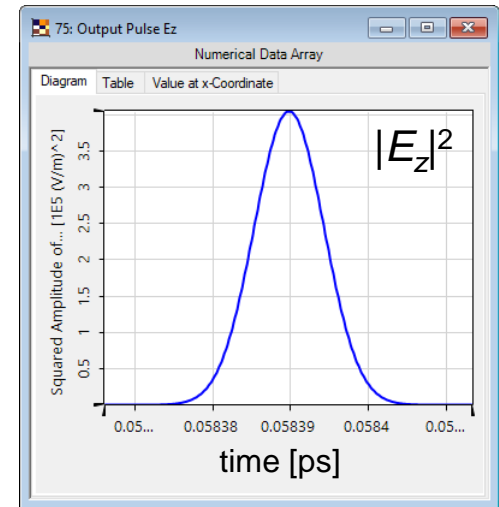 75: Output Pulse Ez
Numerical Data Array
Diagram Table Value at x-Coordinate
|E_z|²
Squared Amplitude of... [1E5 (V/m)^2]
3.5
3
2.5
2
1.5
1
0.5
0.05... 0.05838 0.05839 0.0584 0.05...
time [ps]